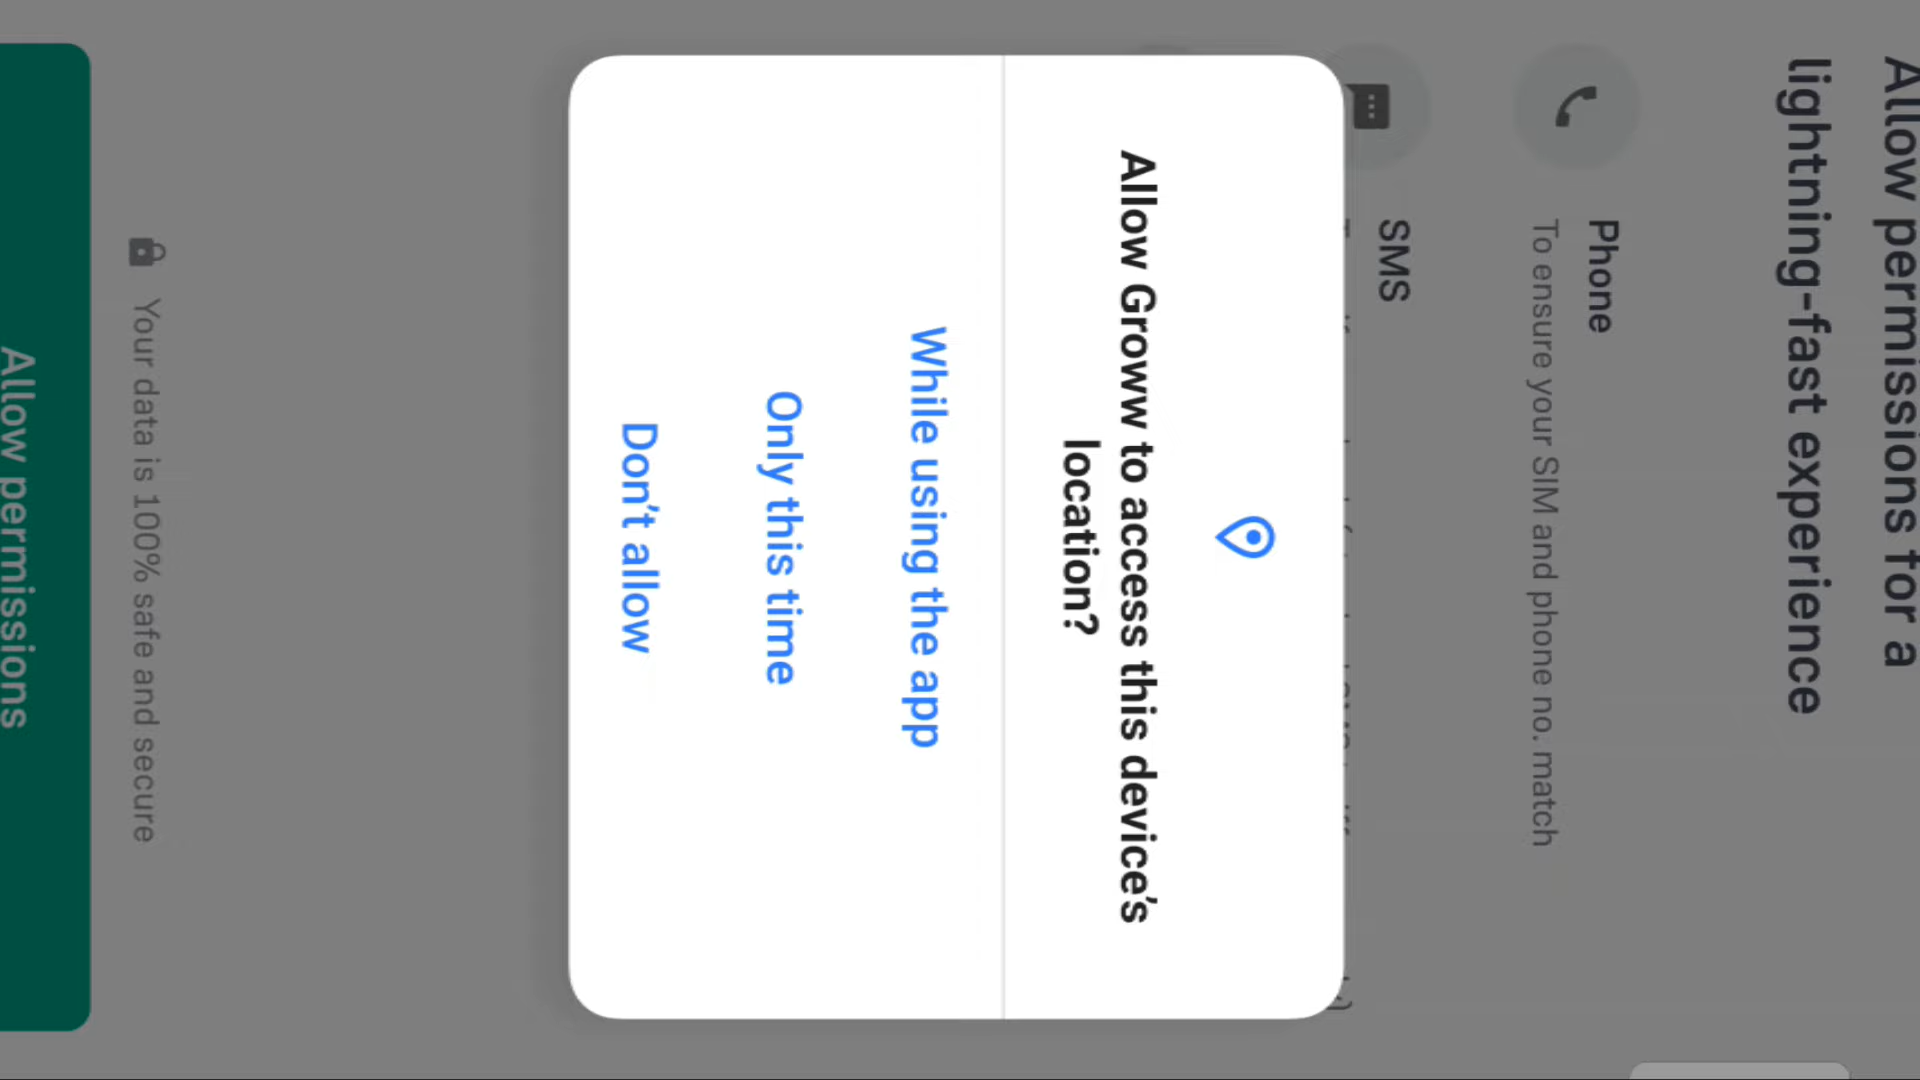 Allow permissions for a
lightning-fast experience
Phone
To ensure your SIM and phone no. match
SMS
Allow Groww to access this device's
location?
While using the app
Only this time
Don't allow
Your data is 100% safe and secure
Allow permissions